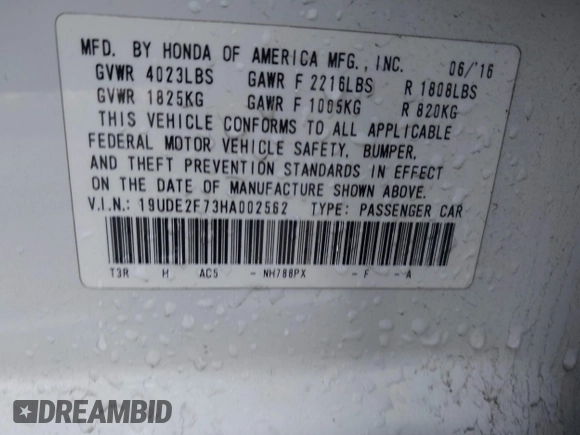 MFD. BY HONDA OF AMERICA MFG., INC. 06/'16
GVWR 4023LBS GAWR F 2216LBS R 1808LBS
GVWR 1825KG GAWR F 1005KG R 820KG
THIS VEHICLE CONFORMS TO ALL APPLICABLE
FEDERAL MOTOR VEHICLE SAFETY, BUMPER,
AND THEFT PREVENTION STANDARDS IN EFFECT
ON THE DATE OF MANUFACTURE SHOWN ABOVE.
V.I.N.: 19UDE2F73HA002562 TYPE: PASSENGER CAR
T3R H AC5 - NH788PX - F - A
DREAMBID